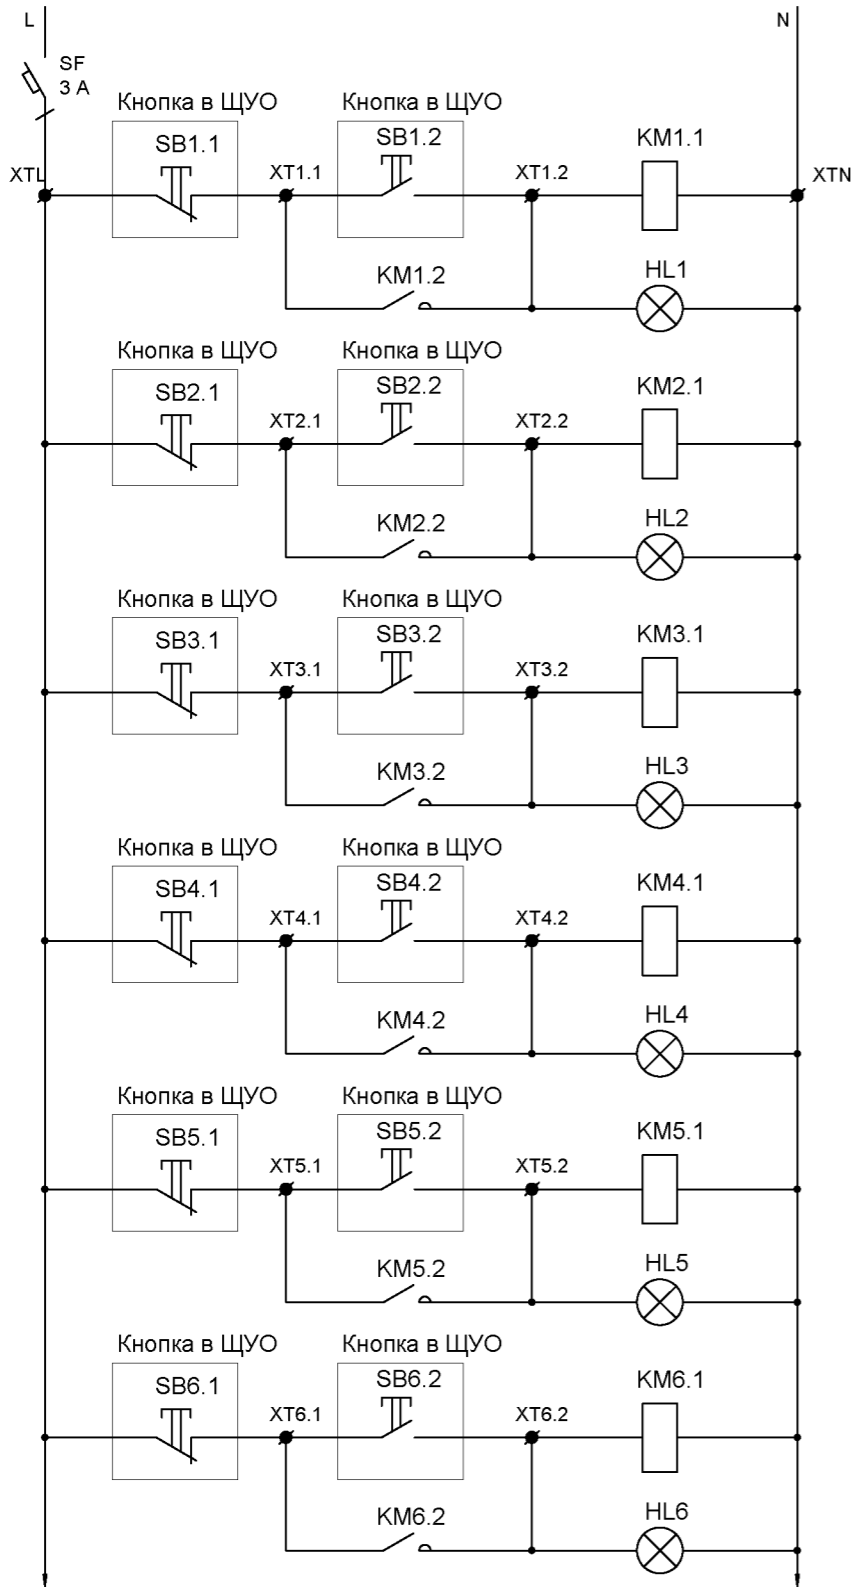 L
N
SF
3 A
Кнопка в ЩУО Кнопка в ЩУО
SB1.1 SB1.2 KM1.1
XTL XT1.1 XT1.2 XTN
KM1.2 HL1
Кнопка в ЩУО Кнопка в ЩУО
SB2.1 SB2.2 KM2.1
XT2.1 XT2.2
KM2.2 HL2
Кнопка в ЩУО Кнопка в ЩУО
SB3.1 SB3.2 KM3.1
XT3.1 XT3.2
KM3.2 HL3
Кнопка в ЩУО Кнопка в ЩУО
SB4.1 SB4.2 KM4.1
XT4.1 XT4.2
KM4.2 HL4
Кнопка в ЩУО Кнопка в ЩУО
SB5.1 SB5.2 KM5.1
XT5.1 XT5.2
KM5.2 HL5
Кнопка в ЩУО Кнопка в ЩУО
SB6.1 SB6.2 KM6.1
XT6.1 XT6.2
KM6.2 HL6